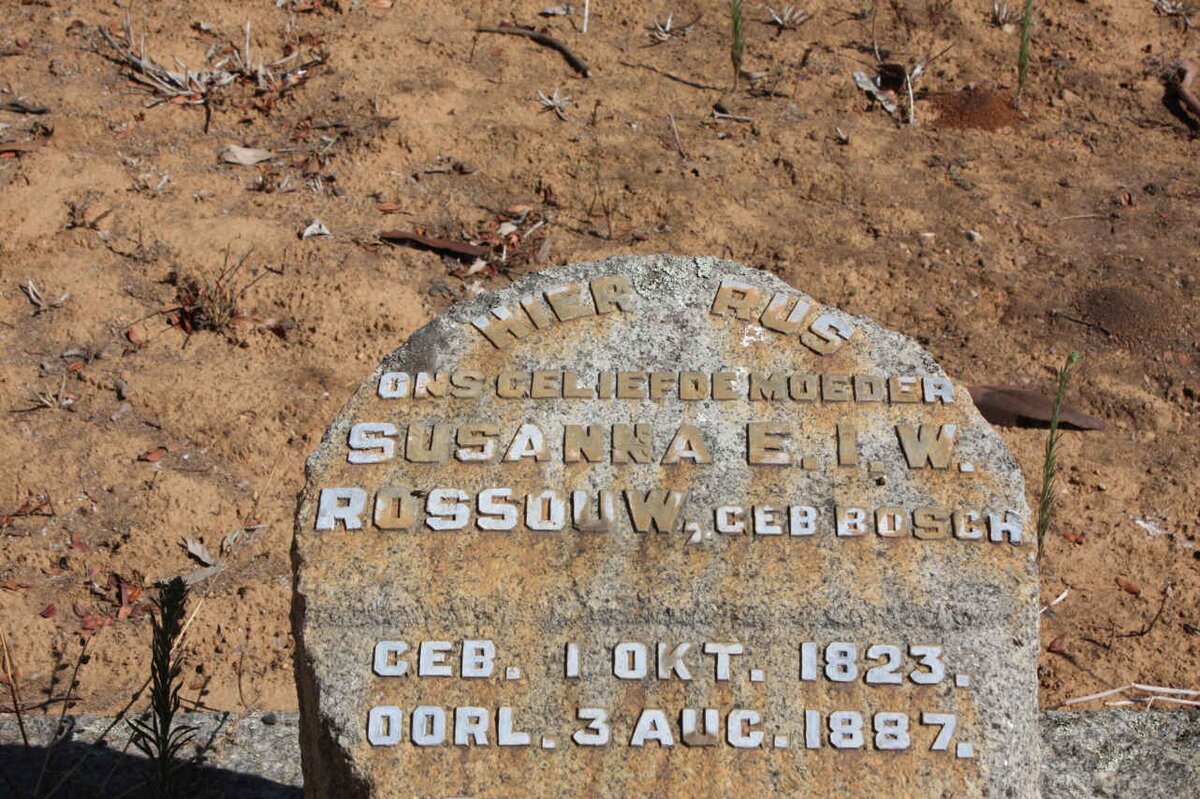 HIER RUS
ONS GELIEFDE MOEDER
SUSANNA E. I. W.
ROSSOUW, GEB BOSCH
GEB. 1 OKT. 1823.
OORL. 3 AUG. 1887.